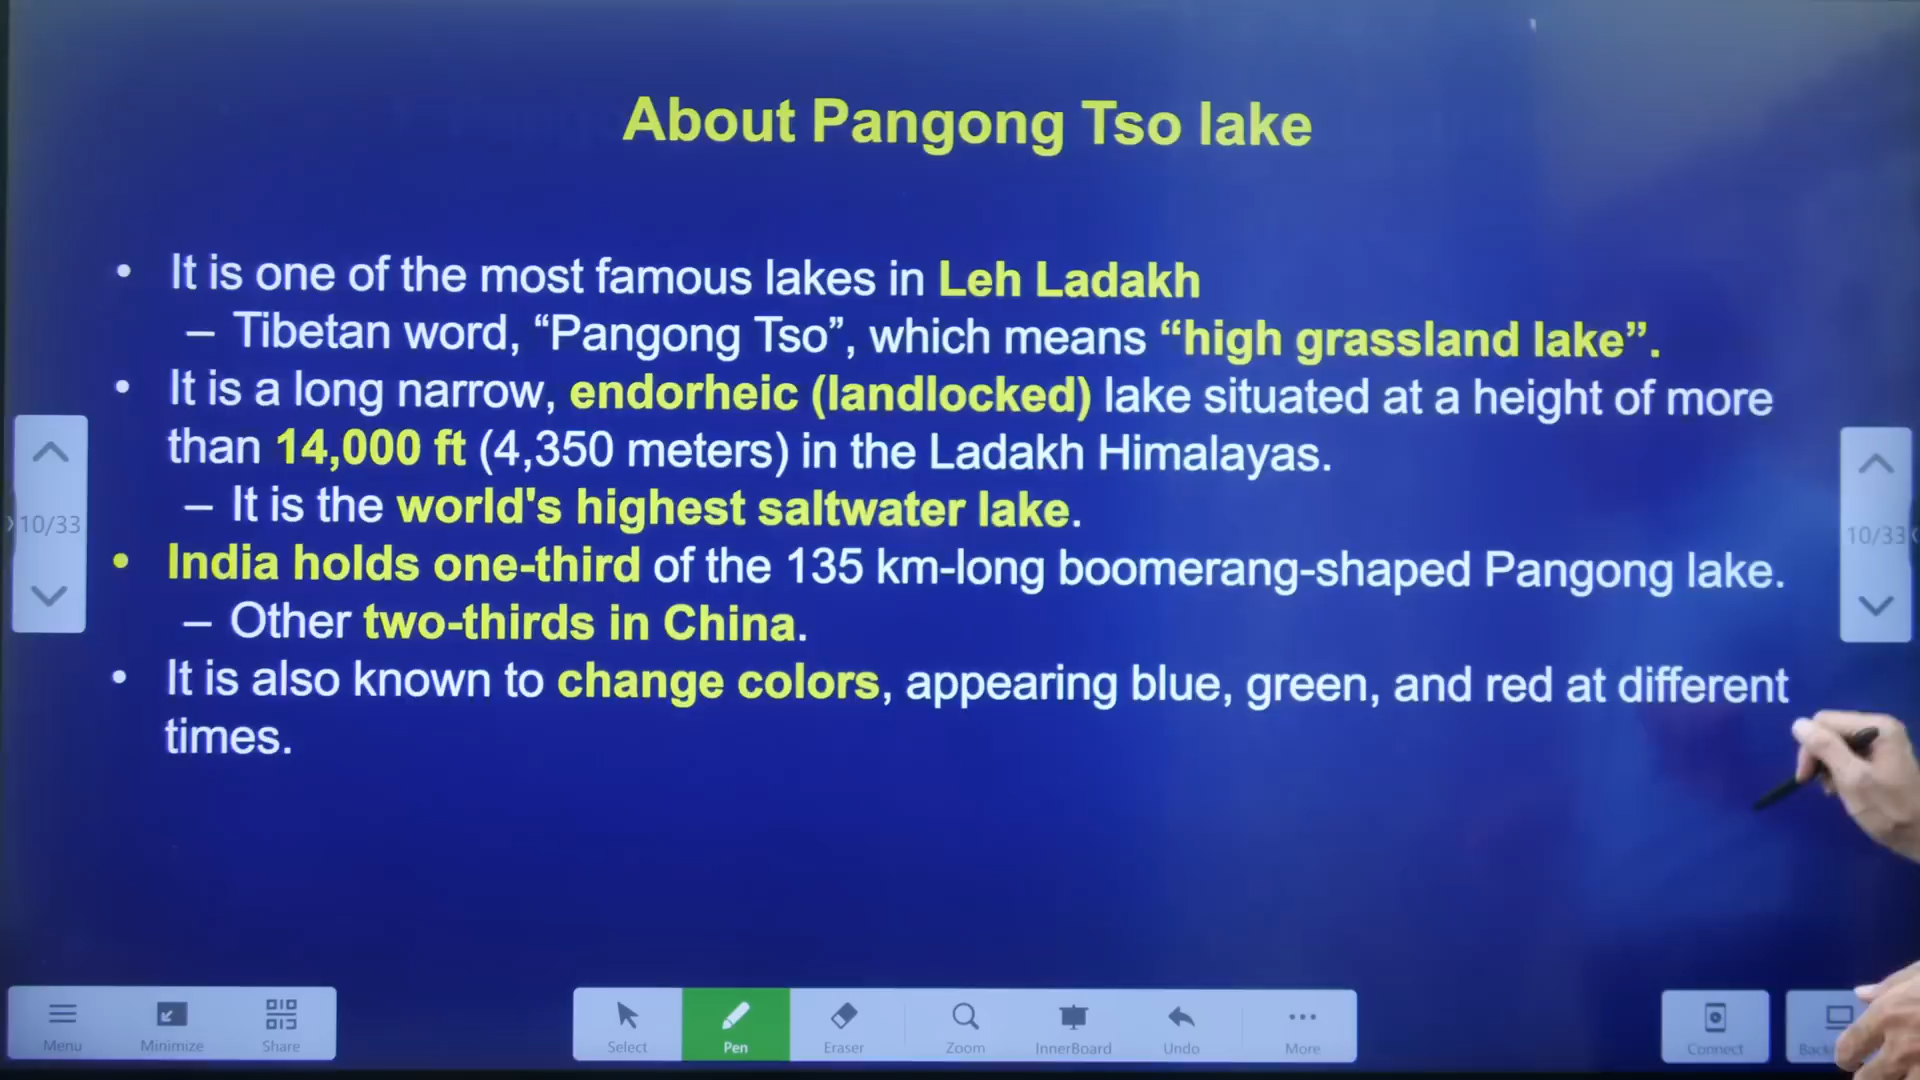 About Pangong Tso lake
• It is one of the most famous lakes in Leh Ladakh
– Tibetan word, “Pangong Tso”, which means “high grassland lake”.
• It is a long narrow, endorheic (landlocked) lake situated at a height of more
than 14,000 ft (4,350 meters) in the Ladakh Himalayas.
– It is the world's highest saltwater lake.
• India holds one-third of the 135 km-long boomerang-shaped Pangong lake.
– Other two-thirds in China.
• It is also known to change colors, appearing blue, green, and red at different
times.
10/33
10/33
Menu
Minimize
Share
Select
Pen
Eraser
Zoom
InnerBoard
Undo
More
Connect